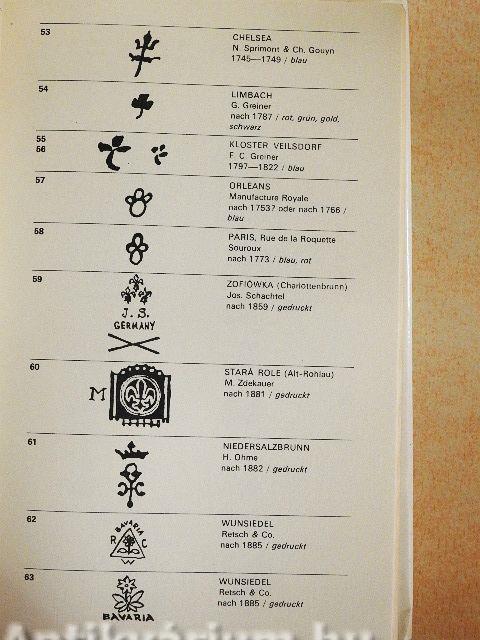 53
CHELSEA
N. Sprimont & Ch. Gouyn
1745—1749 / blau
54
LIMBACH
G. Greiner
nach 1787 / rot, grün, gold,
schwarz
55
56
KLOSTER VEILSDORF
F. C. Greiner
1797—1822 / blau
57
ORLEANS
Manufacture Royale
nach 1753? oder nach 1766 /
blau
58
PARIS, Rue de la Roquette
Souroux
nach 1773 / blau, rot
59
J. S.
GERMANY
ZOFIÓWKA (Charlottenbrunn)
Jos. Schachtel
nach 1859 / gedruckt
60
M
STARÁ ROLE (Alt-Rohlau)
M. Zdekauer
nach 1881 / gedruckt
61
NIEDERSALZBRUNN
H. Ohme
nach 1882 / gedruckt
62
BAVARIA
R C
W
WUNSIEDEL
Retsch & Co.
nach 1885 / gedruckt
63
BAVARIA
WUNSIEDEL
Retsch & Co.
nach 1885 / gedruckt
Antikvárium.hu